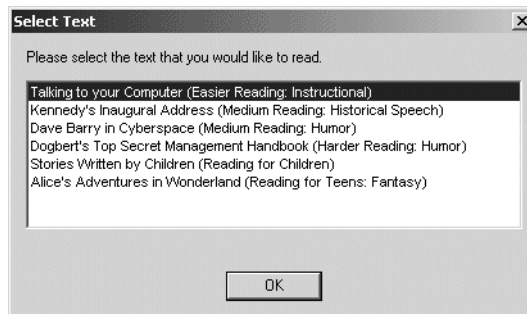 Select Text
Please select the text that you would like to read.
Talking to your Computer (Easier Reading: Instructional)
Kennedy's Inaugural Address (Medium Reading: Historical Speech)
Dave Barry in Cyberspace (Medium Reading: Humor)
Dogbert's Top Secret Management Handbook (Harder Reading: Humor)
Stories Written by Children (Reading for Children)
Alice's Adventures in Wonderland (Reading for Teens: Fantasy)
OK